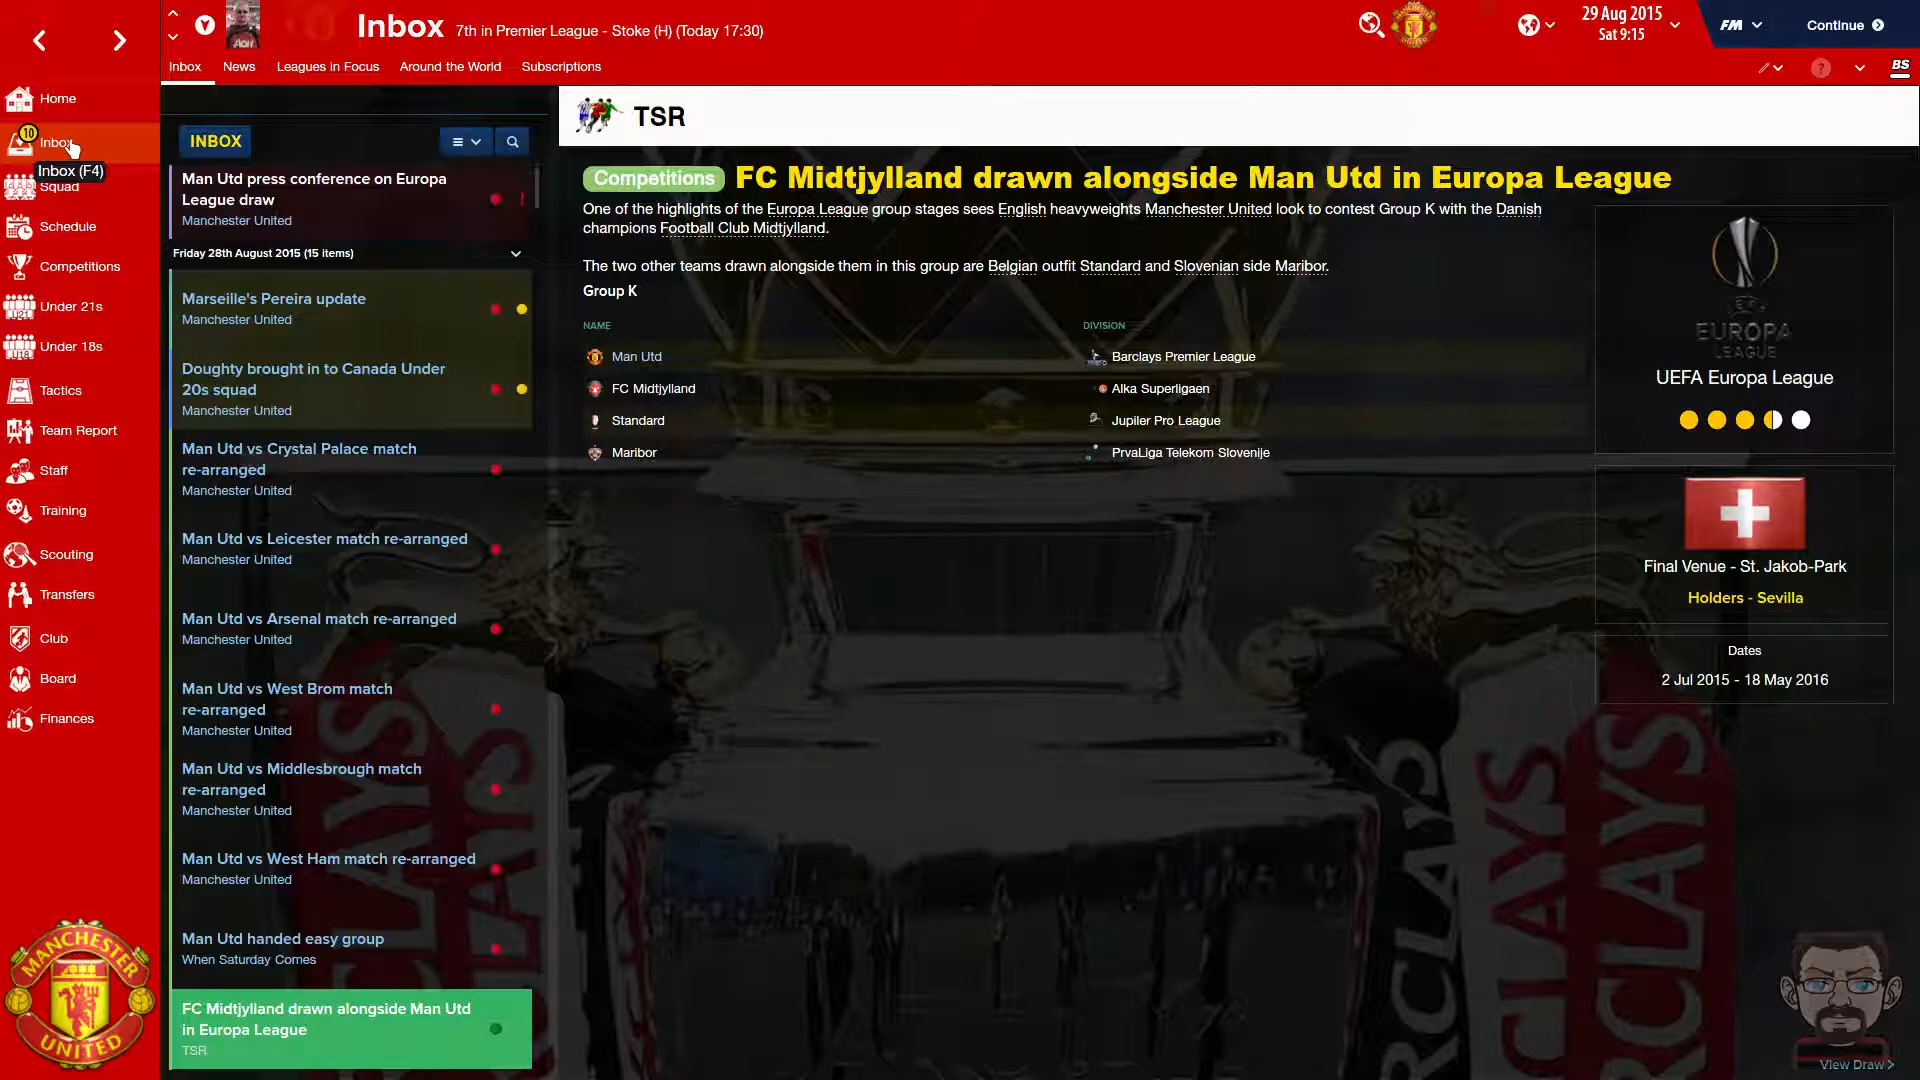 Inbox
7th in Premier League - Stoke (H) (Today 17:30)
29 Aug 2015
Sat 9:15
FM
Continue
Inbox
News
Leagues in Focus
Around the World
Subscriptions
BS
Home
10
Inbox
Inbox (F4)
Squad
Schedule
Competitions
U21
Under 21s
U18
Under 18s
Tactics
Team Report
Staff
Training
Scouting
Transfers
Club
Board
Finances
MANCHESTER
UNITED
INBOX
Man Utd press conference on Europa
League draw
Manchester United
Friday 28th August 2015 (15 items)
Marseille's Pereira update
Manchester United
Doughty brought in to Canada Under
20s squad
Manchester United
Man Utd vs Crystal Palace match
re-arranged
Manchester United
Man Utd vs Leicester match re-arranged
Manchester United
Man Utd vs Arsenal match re-arranged
Manchester United
Man Utd vs West Brom match
re-arranged
Manchester United
Man Utd vs Middlesbrough match
re-arranged
Manchester United
Man Utd vs West Ham match re-arranged
Manchester United
Man Utd handed easy group
When Saturday Comes
FC Midtjylland drawn alongside Man Utd
in Europa League
TSR
TSR
Competitions FC Midtjylland drawn alongside Man Utd in Europa League
One of the highlights of the Europa League group stages sees English heavyweights Manchester United look to contest Group K with the Danish
champions Football Club Midtjylland.
The two other teams drawn alongside them in this group are Belgian outfit Standard and Slovenian side Maribor.
Group K
NAME DIVISION
Man Utd Barclays Premier League
FC Midtjylland Alka Superligaen
Standard Jupiler Pro League
Maribor PrvaLiga Telekom Slovenije
EUROPA
LEAGUE
UEFA Europa League
Final Venue - St. Jakob-Park
Holders - Sevilla
Dates
2 Jul 2015 - 18 May 2016
BARCLAYS
BARCLAYS
View Draw >